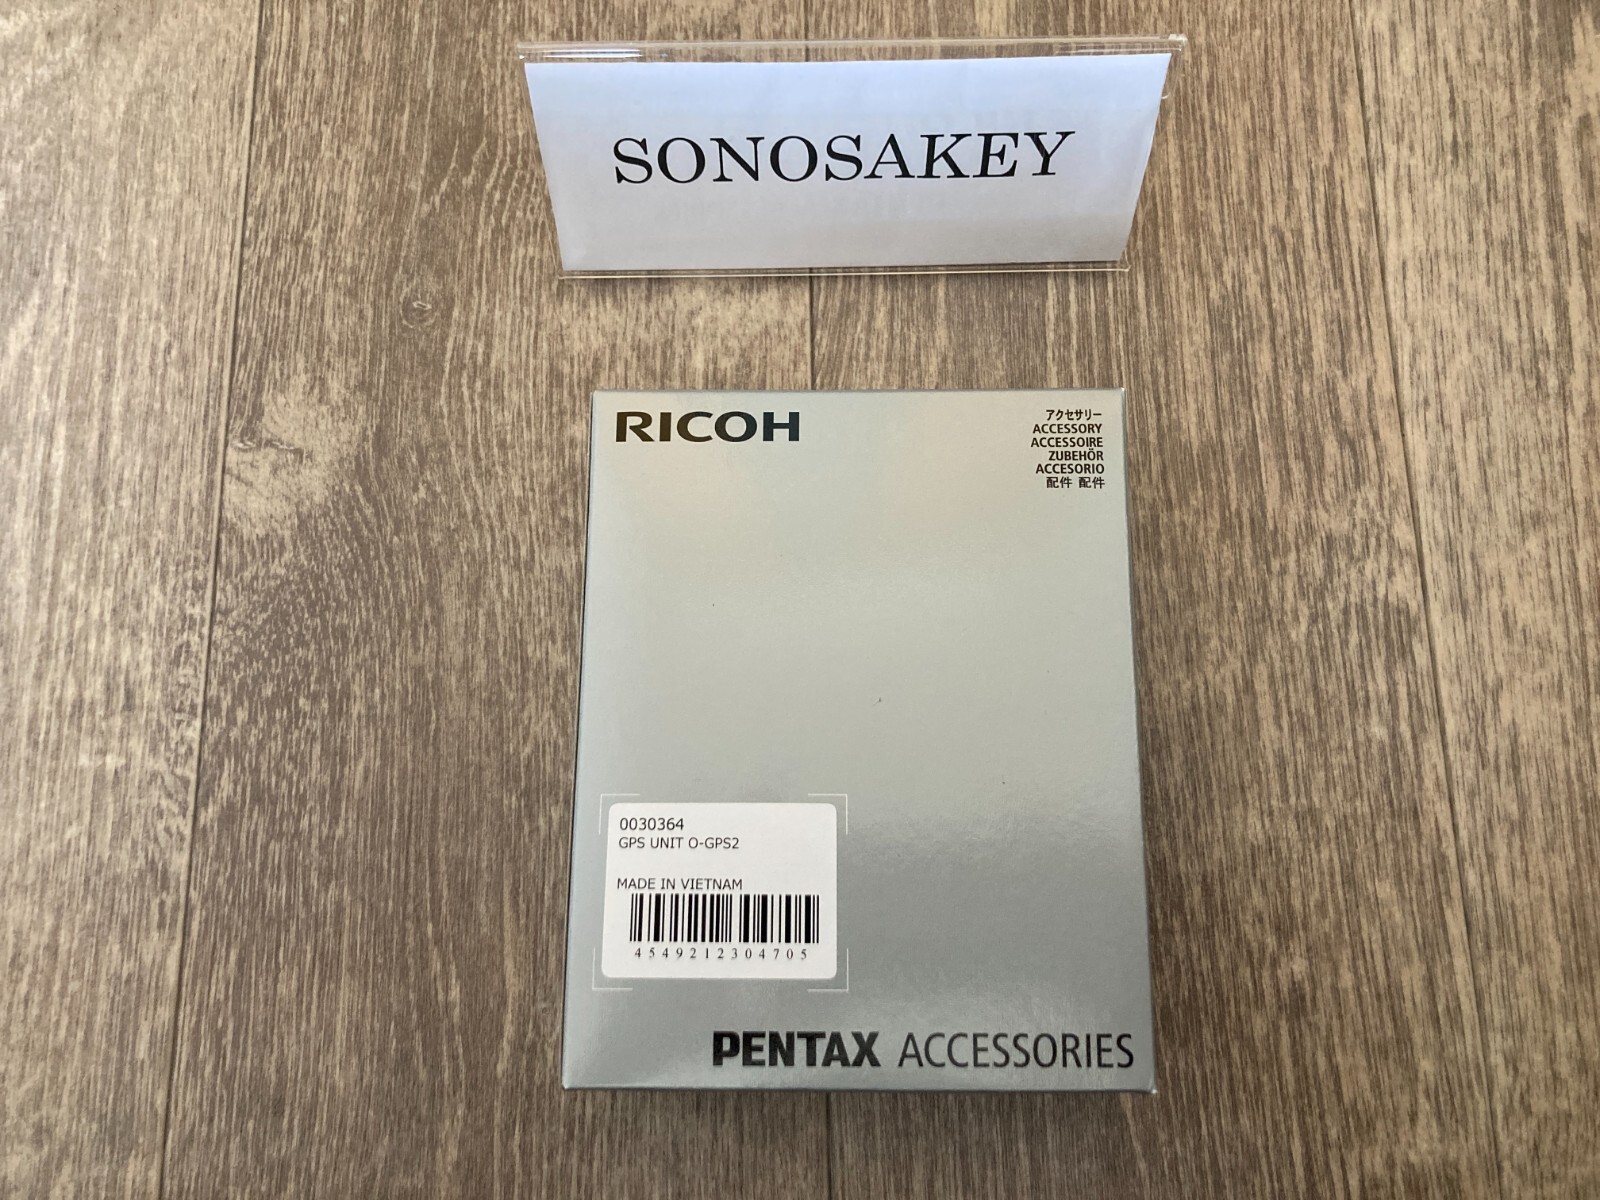 SONOSAKEY
RICOH
アクセサリー
ACCESSORY
ACCESSOIRE
ZUBEHÖR
ACCESORIO
配件 配件
0030364
GPS UNIT O-GPS2
MADE IN VIETNAM
4549212304705
PENTAX ACCESSORIES